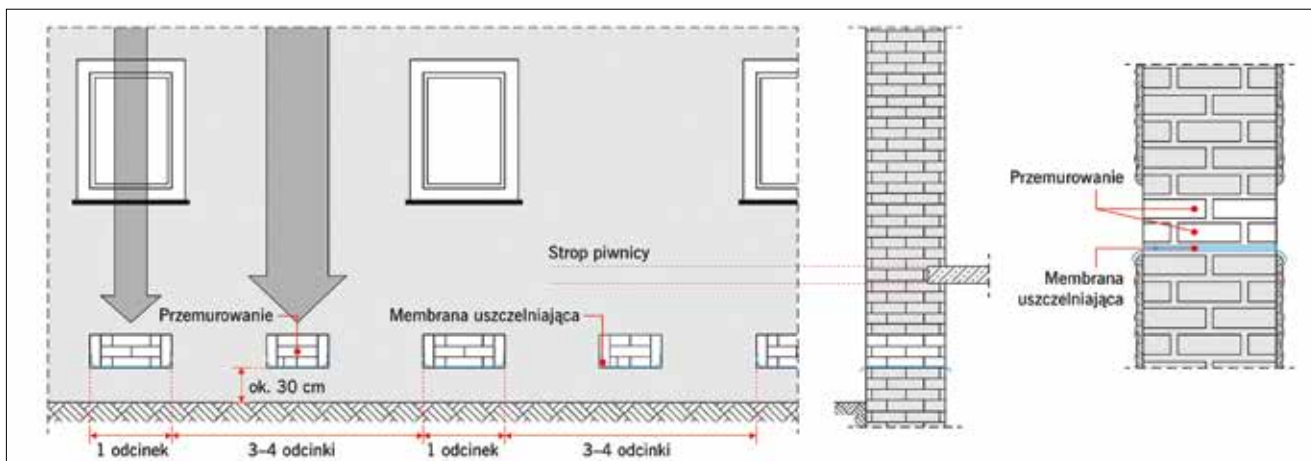 Strop piwnicy
Przemurowanie
Membrana uszczelniająca
ok. 30 cm
1 odcinek
3–4 odcinki
1 odcinek
3–4 odcinki
Przemurowanie
Membrana
uszczelniająca